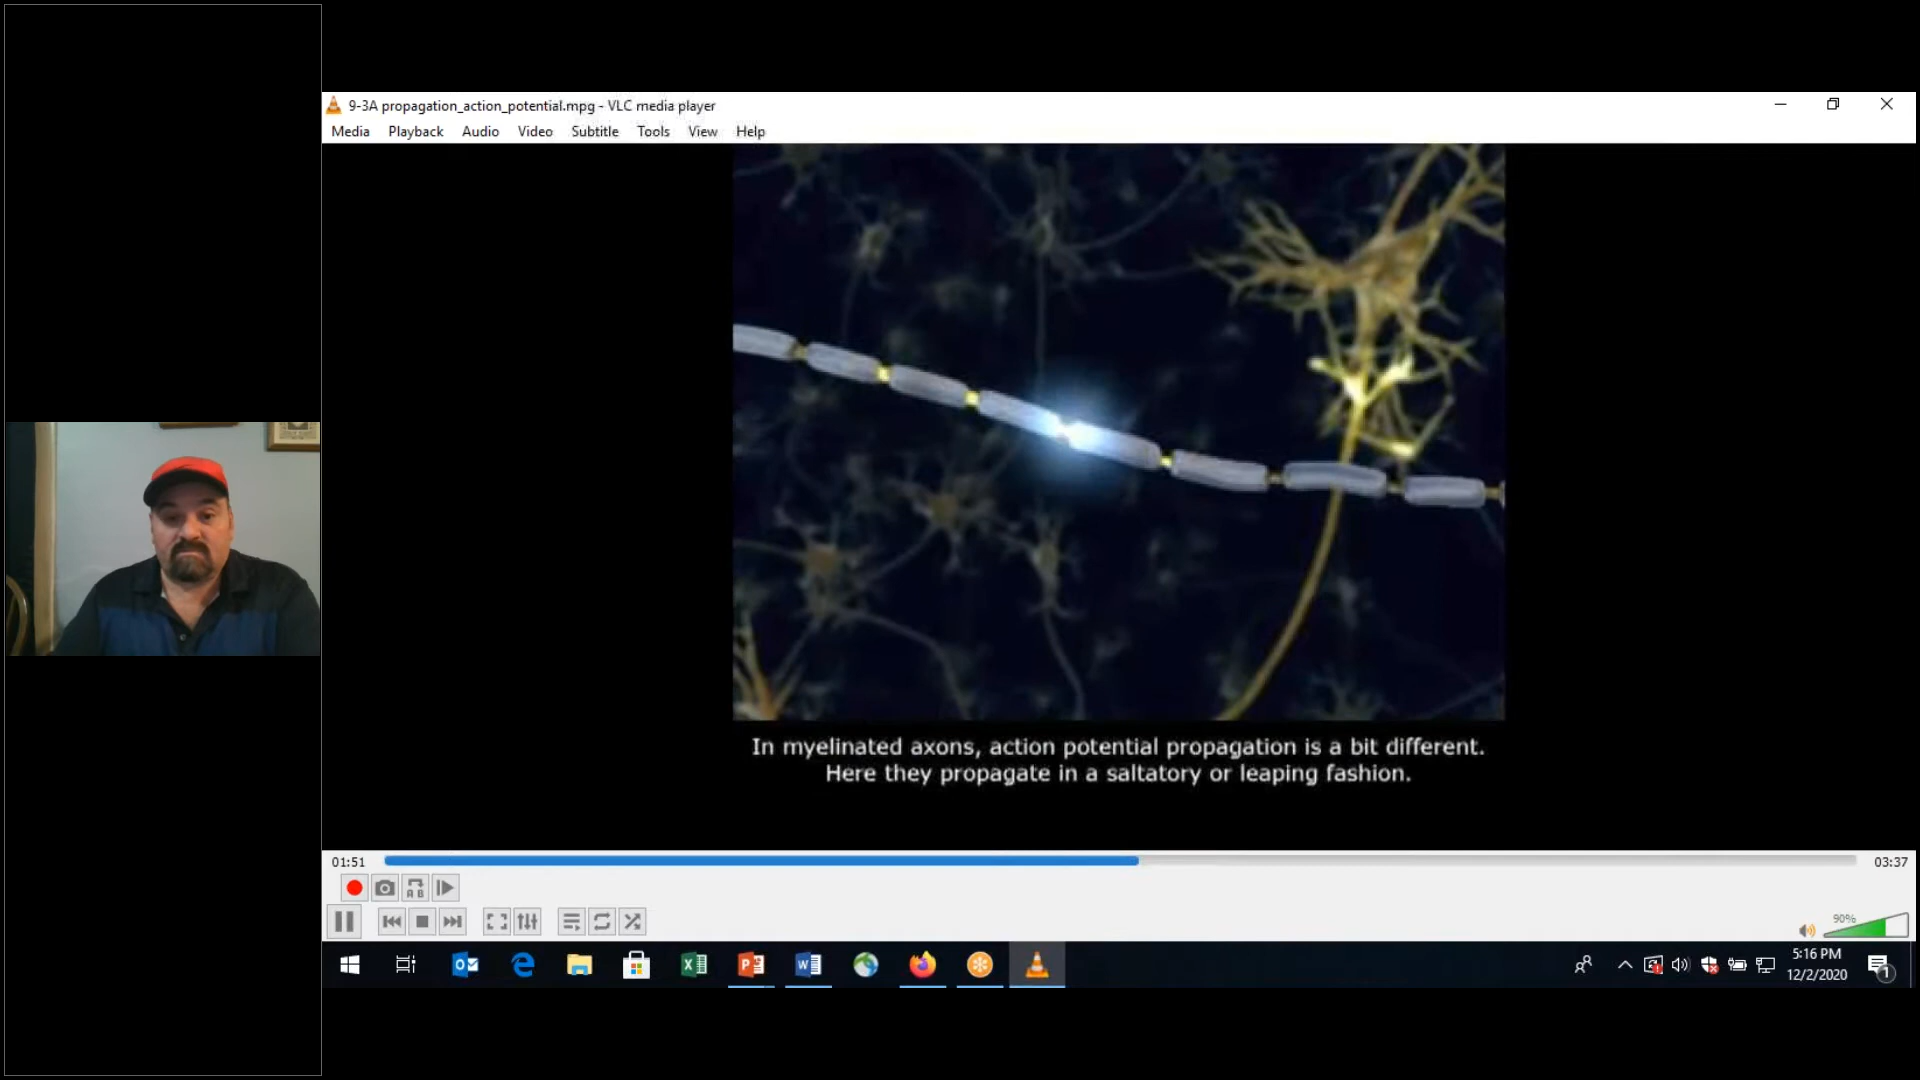 9-3A propagation_action_potential.mpg - VLC media player
Media Playback Audio Video Subtitle Tools View Help
In myelinated axons, action potential propagation is a bit different.
Here they propagate in a saltatory or leaping fashion.
01:51
03:37
A B
90%
5:16 PM
12/2/2020
1